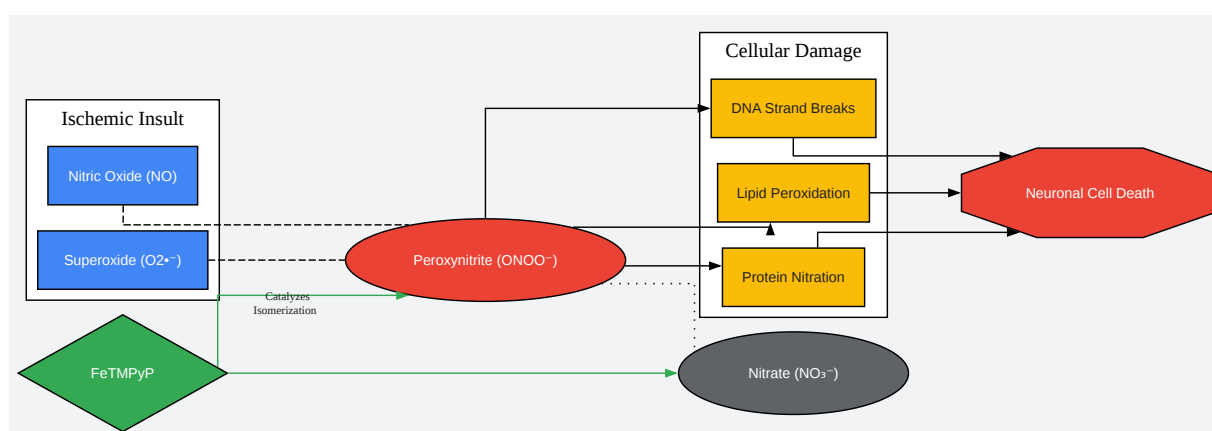 Ischemic Insult
Nitric Oxide (NO)
Superoxide (O2•⁻)
Catalyzes
Isomerization
FeTMPyP
Peroxynitrite (ONOO⁻)
Cellular Damage
DNA Strand Breaks
Lipid Peroxidation
Protein Nitration
Nitrate (NO₃⁻)
Neuronal Cell Death